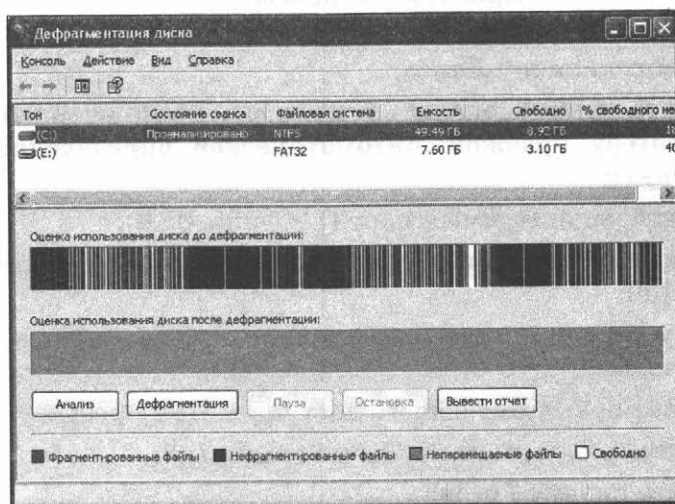 Дефрагментация диска
Консоль Действие Вид Справка
Том Состояние сеанса Файловая система Емкость Свободно % свободного ме
(C:) Проанализировано NTFS 49.49 ГБ 8.92 ГБ 18
(E:) FAT32 7.60 ГБ 3.10 ГБ 40
Оценка использования диска до дефрагментации:
Оценка использования диска после дефрагментации:
Анализ Дефрагментация Пауза Остановка Вывести отчет
Фрагментированные файлы Нефрагментированные файлы Неперемещаемые файлы Свободно